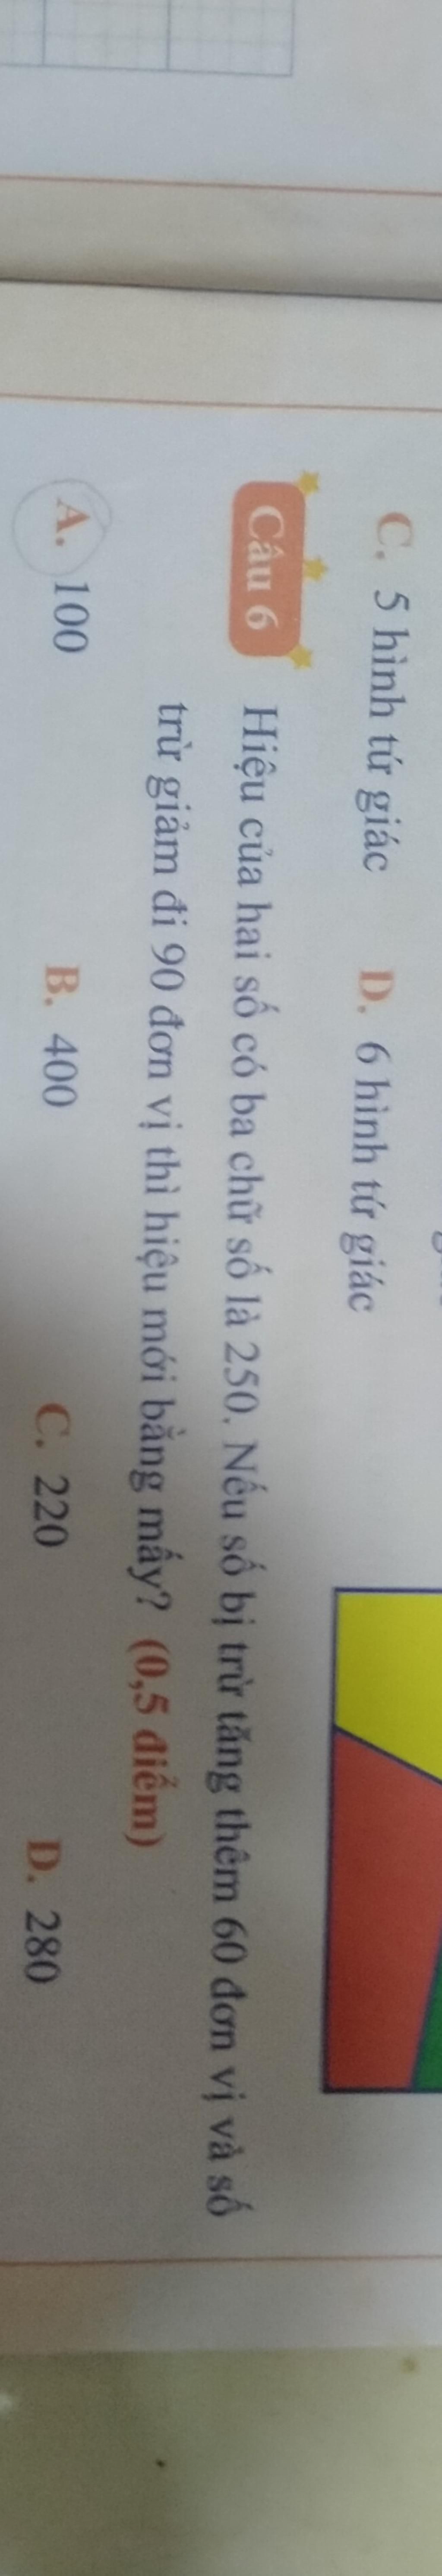 C. 5 hình tứ giác D. 6 hình tứ giác
Câu 6 Hiệu của hai số có ba chữ số là 250. Nếu số bị trừ tăng thêm 60 đơn vị và số
trừ giảm đi 90 đơn vị thì hiệu mới bằng mấy? (0,5 điểm)
A. 100 B. 400 C. 220 D. 280